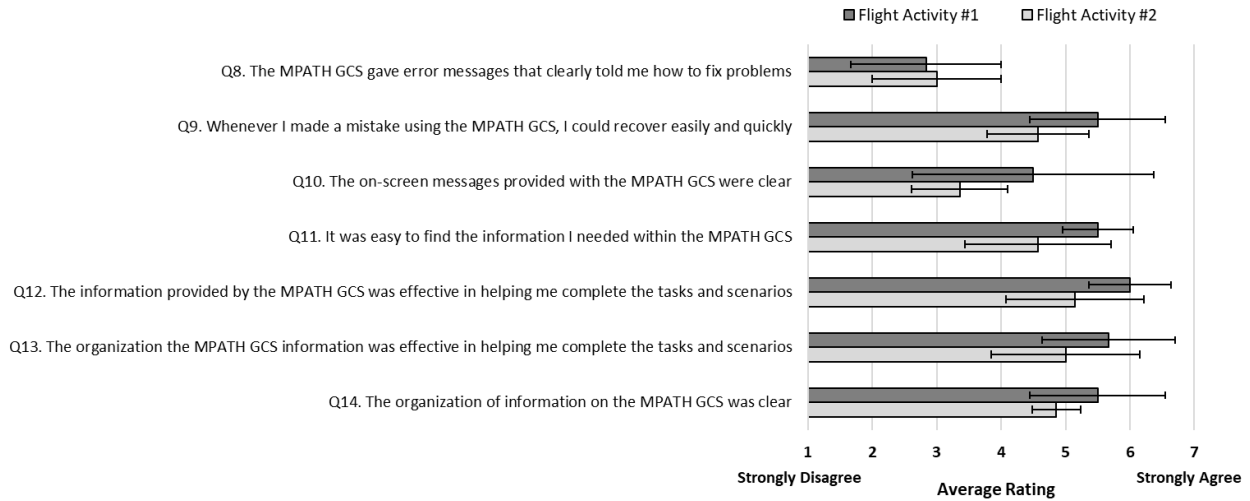 Flight Activity #1 Flight Activity #2
Q8. The MPATH GCS gave error messages that clearly told me how to fix problems
Q9. Whenever I made a mistake using the MPATH GCS, I could recover easily and quickly
Q10. The on-screen messages provided with the MPATH GCS were clear
Q11. It was easy to find the information I needed within the MPATH GCS
Q12. The information provided by the MPATH GCS was effective in helping me complete the tasks and scenarios
Q13. The organization the MPATH GCS information was effective in helping me complete the tasks and scenarios
Q14. The organization of information on the MPATH GCS was clear
1 2 3 4 5 6 7
Strongly Disagree Strongly Agree
Average Rating